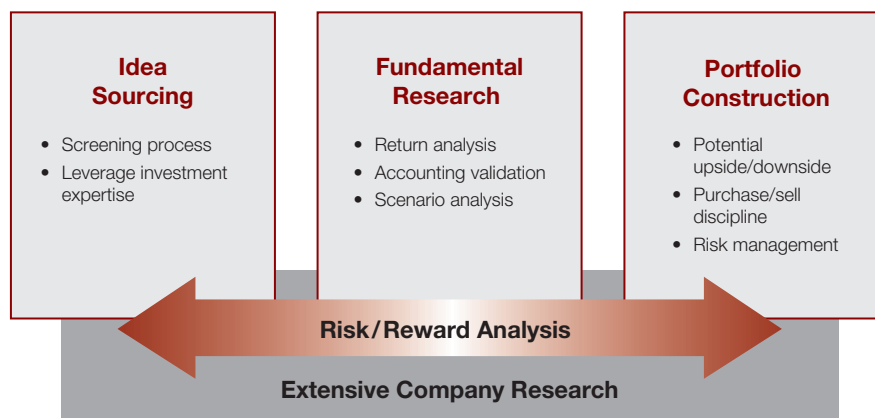 Idea
Sourcing
• Screening process
• Leverage investment
expertise
Fundamental
Research
• Return analysis
• Accounting validation
• Scenario analysis
Portfolio
Construction
• Potential
upside/downside
• Purchase/sell
discipline
• Risk management
Risk/Reward Analysis
Extensive Company Research